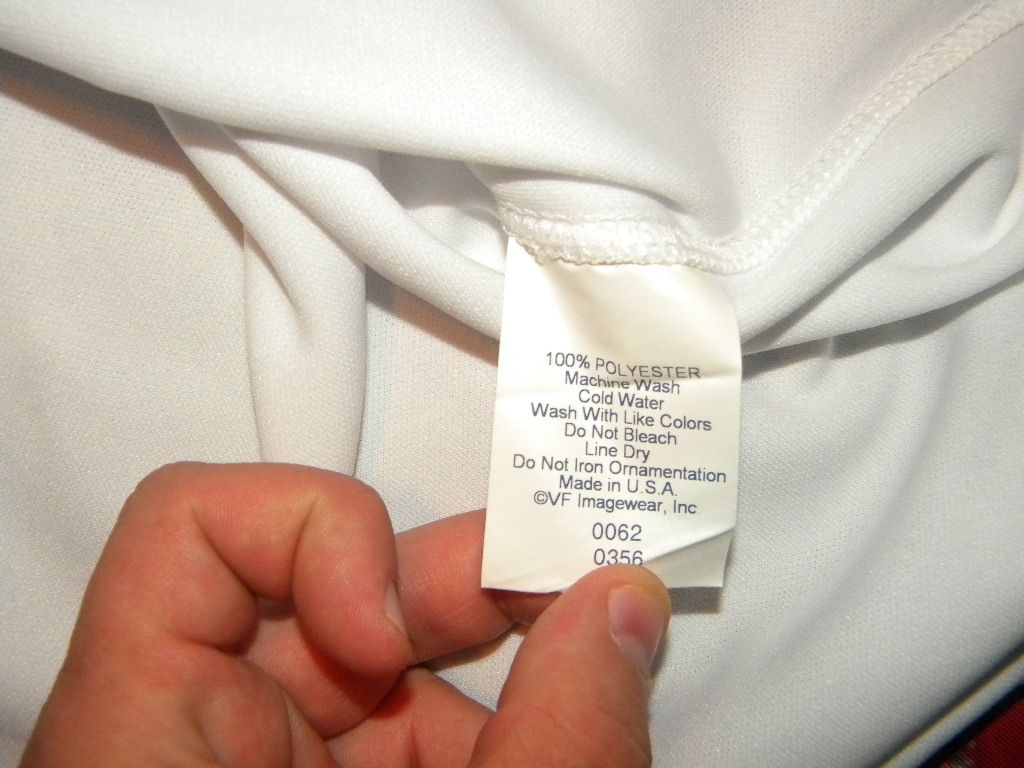 100% POLYESTER
Machine Wash
Cold Water
Wash With Like Colors
Do Not Bleach
Line Dry
Do Not Iron Ornamentation
Made in U.S.A.
©VF Imagewear, Inc
0062
0356